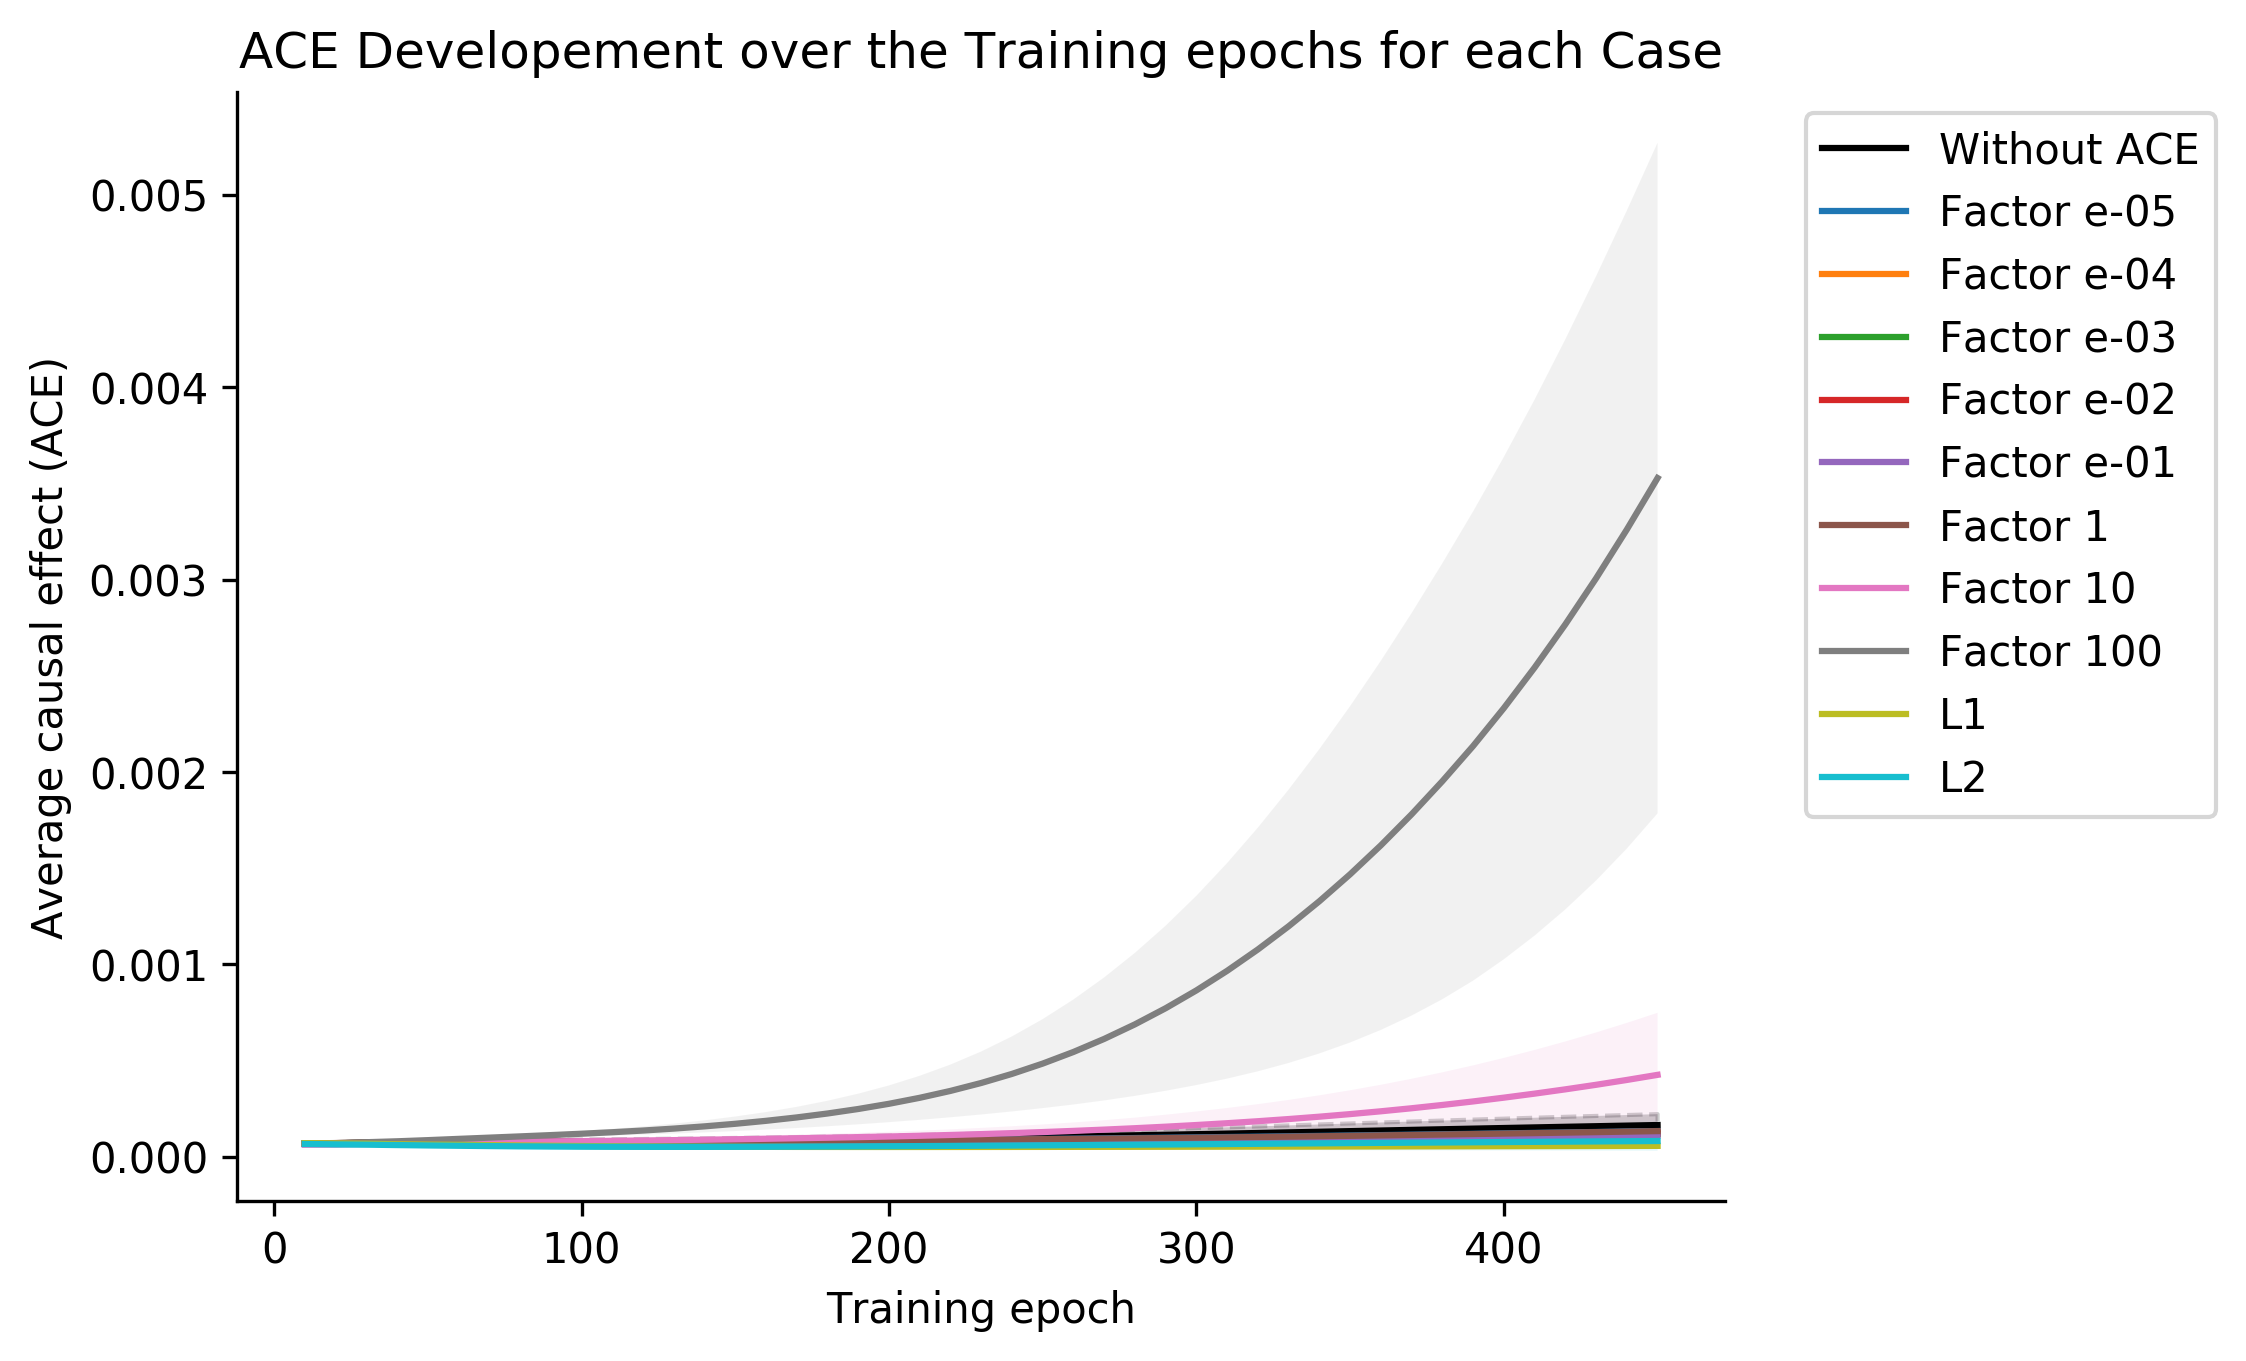 ACE Developement over the Training epochs for each Case
Average causal effect (ACE)
0.005
0.004
0.003
0.002
0.001
0.000
0
100
200
300
400
Training epoch
Without ACE
Factor e-05
Factor e-04
Factor e-03
Factor e-02
Factor e-01
Factor 1
Factor 10
Factor 100
L1
L2